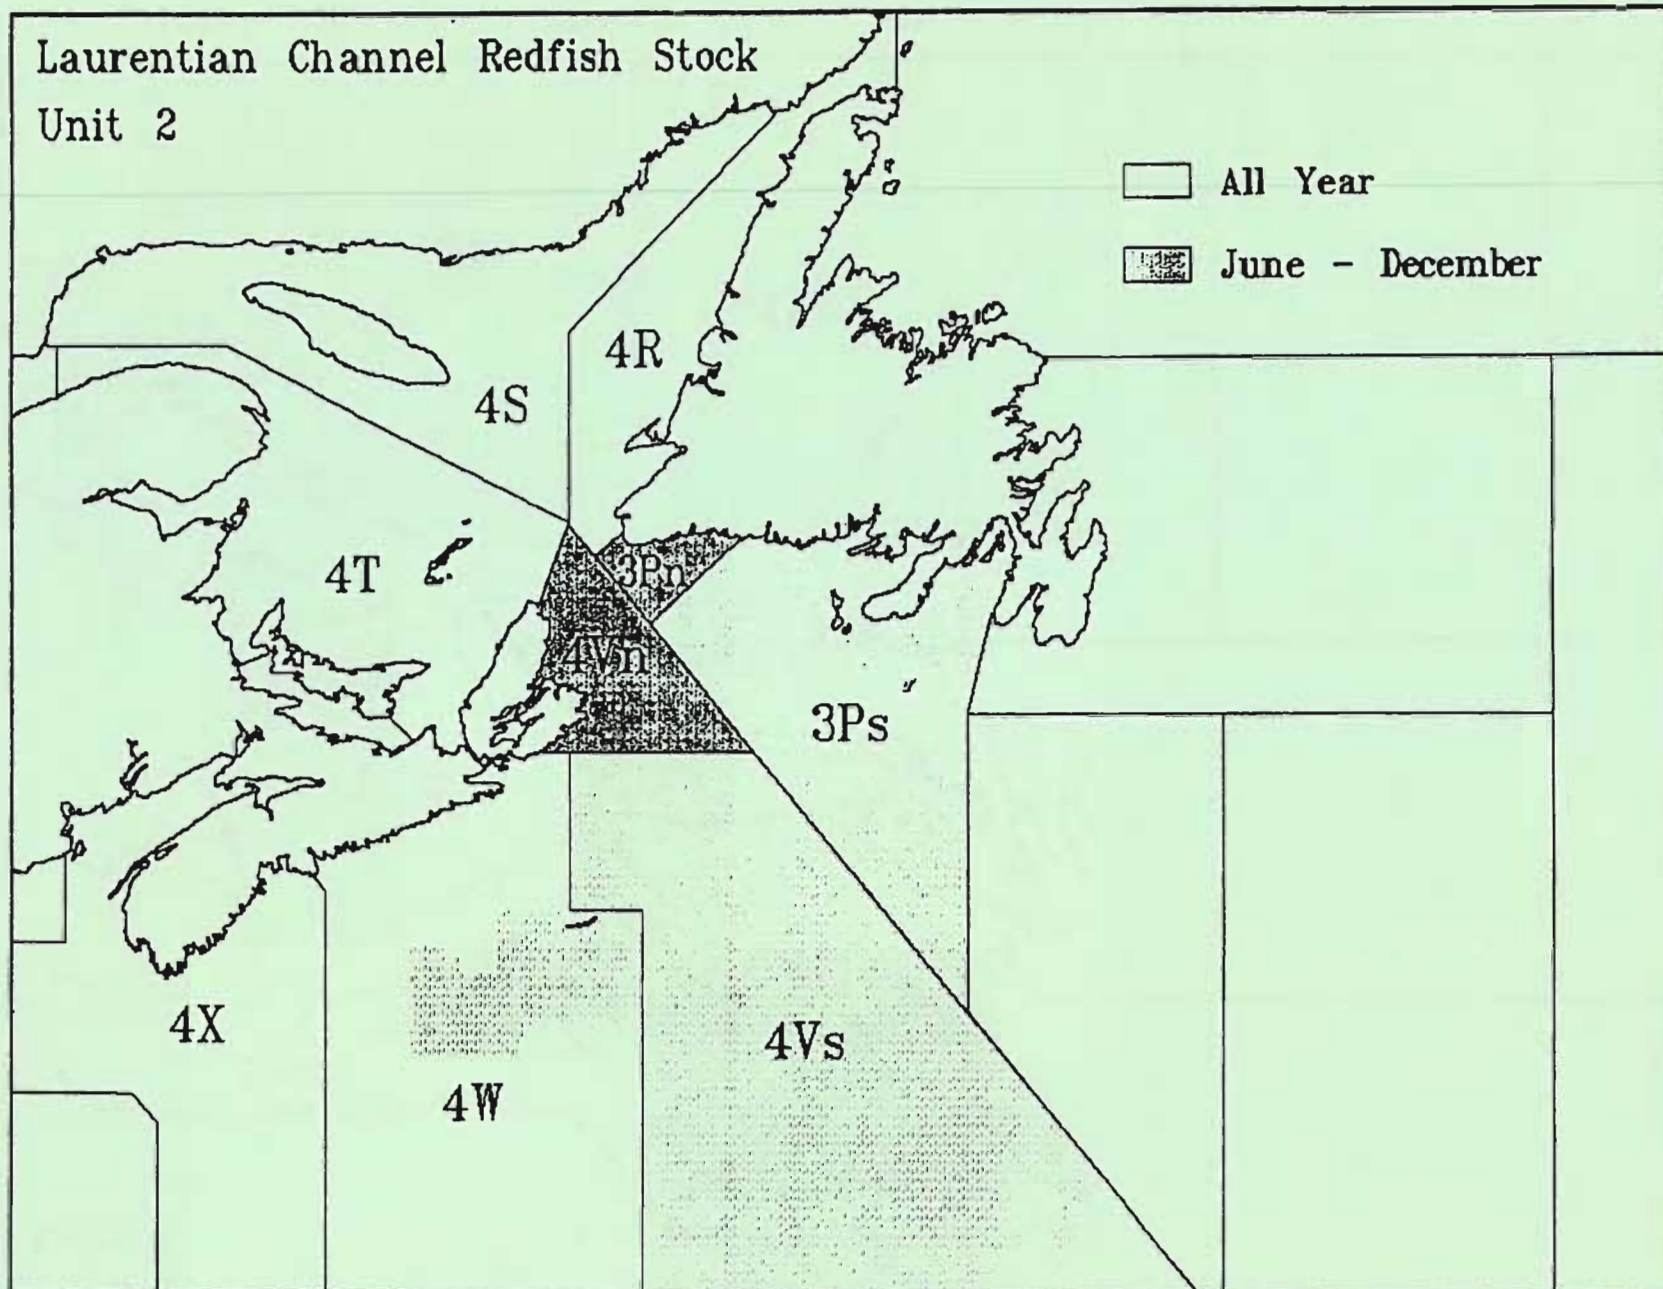 Laurentian Channel Redfish Stock
Unit 2
All Year
June - December
4R
4S
4T
3Pn
4Vn
3Ps
4X
4Vs
4W